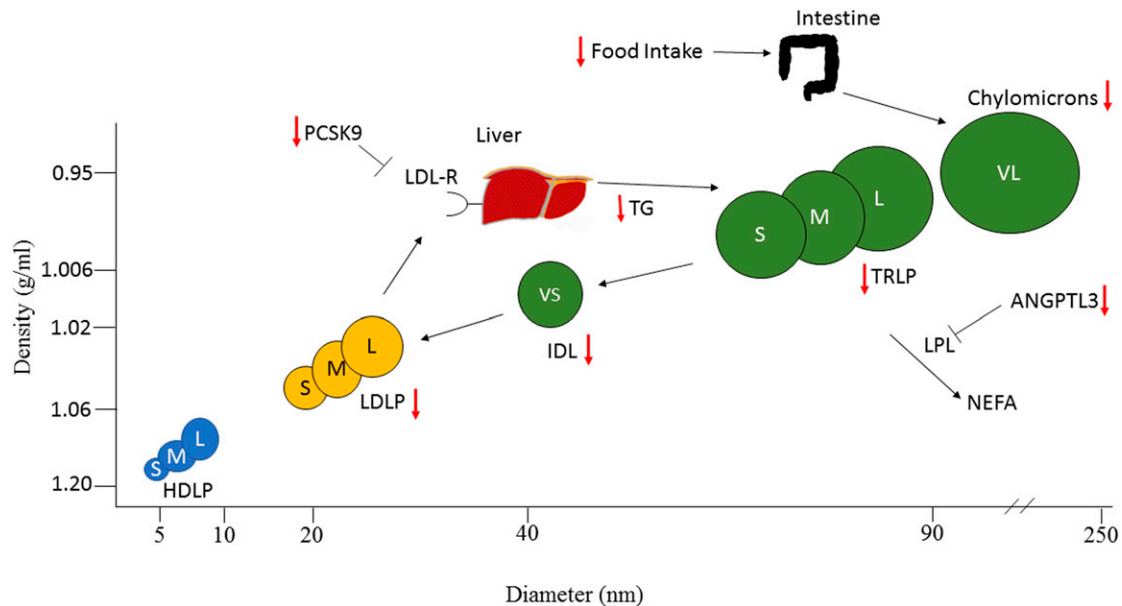 Intestine
Food Intake
Chylomicrons
PCSK9
Liver
0.95
LDL-R
VL
L
M
S
TG
1.006
TRLP
VS
ANGPTL3
1.02
LPL
IDL
L
M
S
LDLP
NEFA
1.06
L
M
S
HDLP
1.20
Density (g/ml)
5
10
20
40
90
250
Diameter (nm)